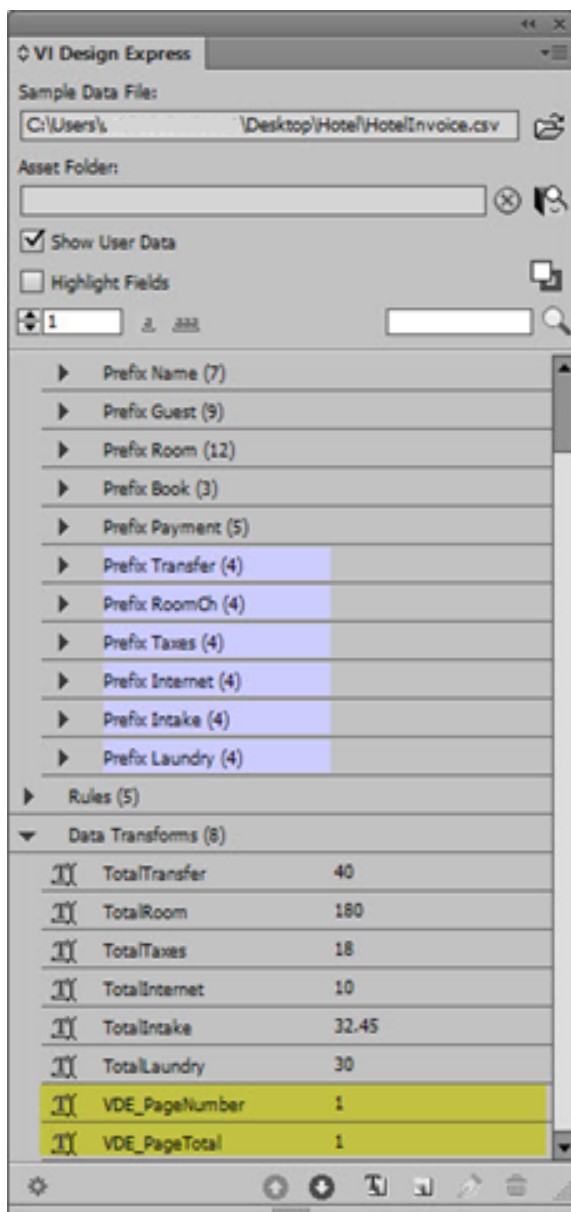 VI Design Express
Sample Data File:
C:\Users\ \Desktop\Hotel\HotelInvoice.csv
Asset Folder:
Show User Data
Highlight Fields
1 a aaa
Prefix Name (7)
Prefix Guest (9)
Prefix Room (12)
Prefix Book (3)
Prefix Payment (5)
Prefix Transfer (4)
Prefix RoomCh (4)
Prefix Taxes (4)
Prefix Internet (4)
Prefix Intake (4)
Prefix Laundry (4)
Rules (5)
Data Transforms (8)
TotalTransfer 40
TotalRoom 180
TotalTaxes 18
TotalInternet 10
TotalIntake 32.45
TotalLaundry 30
VDE_PageNumber 1
VDE_PageTotal 1